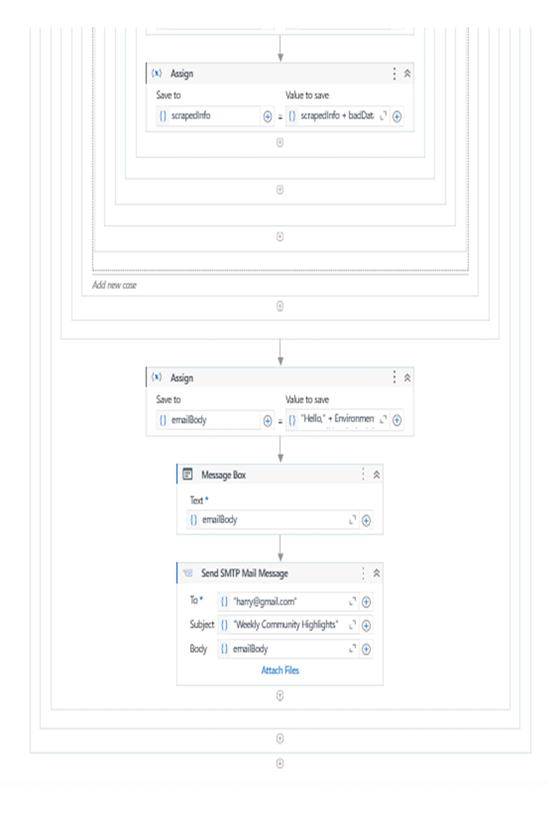 Assign
Save to Value to save
scrapedInfo = scrapedInfo + badDat
Add new case
Assign
Save to Value to save
emailBody = "Hello," + Environmen
Message Box
Text *
emailBody
Send SMTP Mail Message
To * "harry@gmail.com"
Subject "Weekly Community Highlights"
Body emailBody
Attach Files